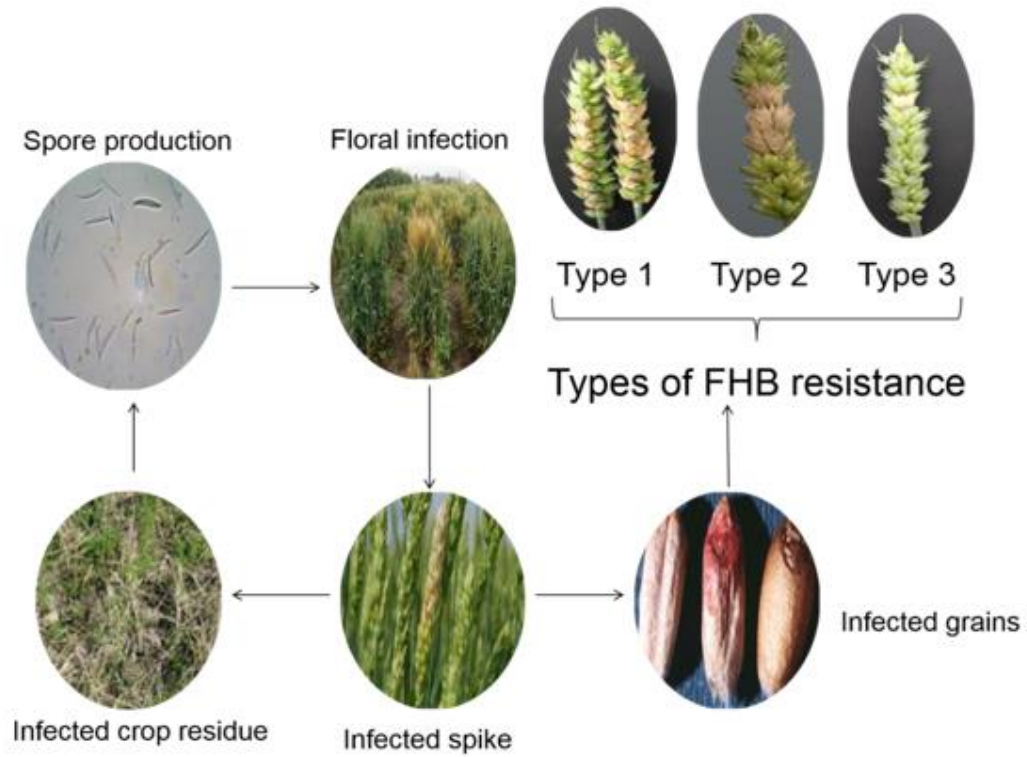 Spore production
Floral infection
Type 1
Type 2
Type 3
Types of FHB resistance
Infected grains
Infected crop residue
Infected spike